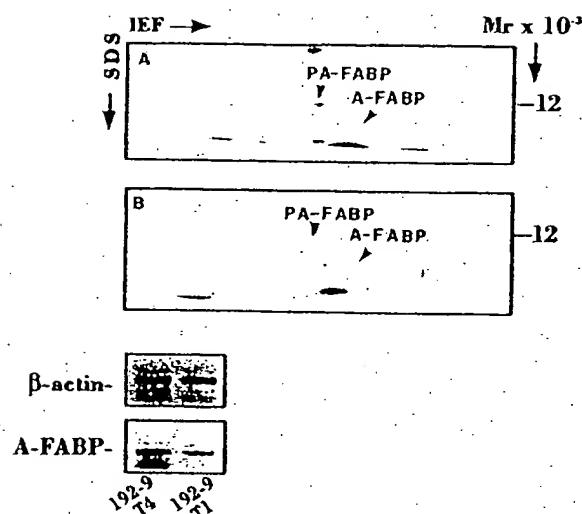 IEF
Mr x 10⁻³
SDS
A
PA-FABP
A-FABP
-12
B
PA-FABP
A-FABP
-12
β-actin-
A-FABP-
192-9 T4
192-9 T1